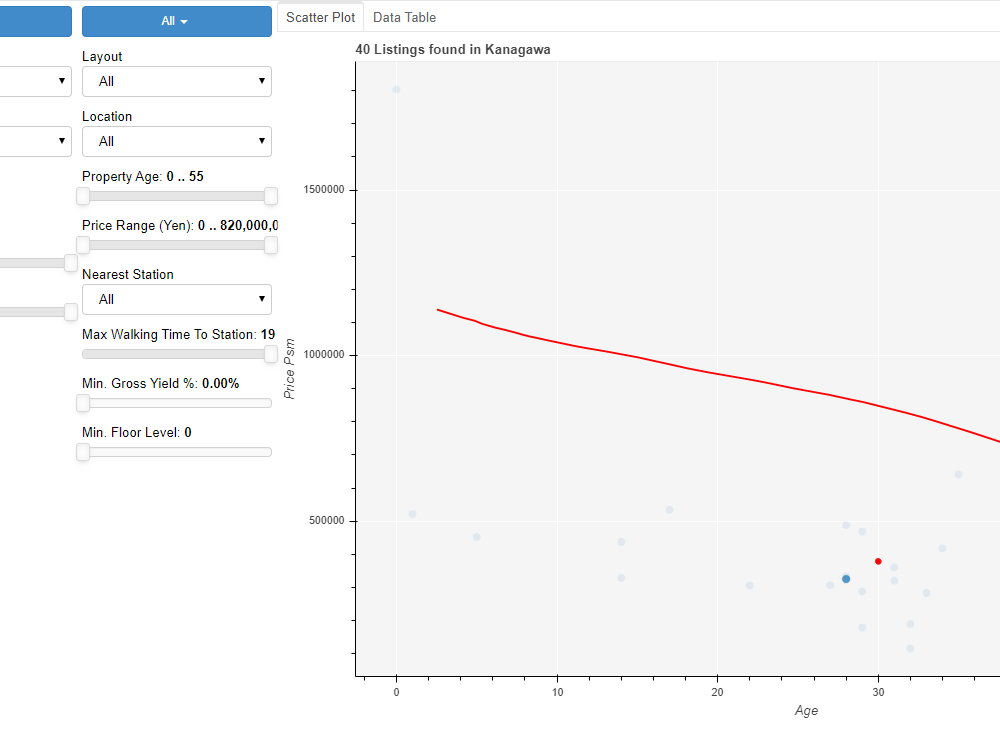 All
Scatter Plot
Data Table
Layout
All
Location
All
Property Age: 0 .. 55
Price Range (Yen): 0 .. 820,000,0
Nearest Station
All
Max Walking Time To Station: 19
Min. Gross Yield %: 0.00%
Min. Floor Level: 0
40 Listings found in Kanagawa
1500000
1000000
500000
Price Psm
0
10
20
30
Age